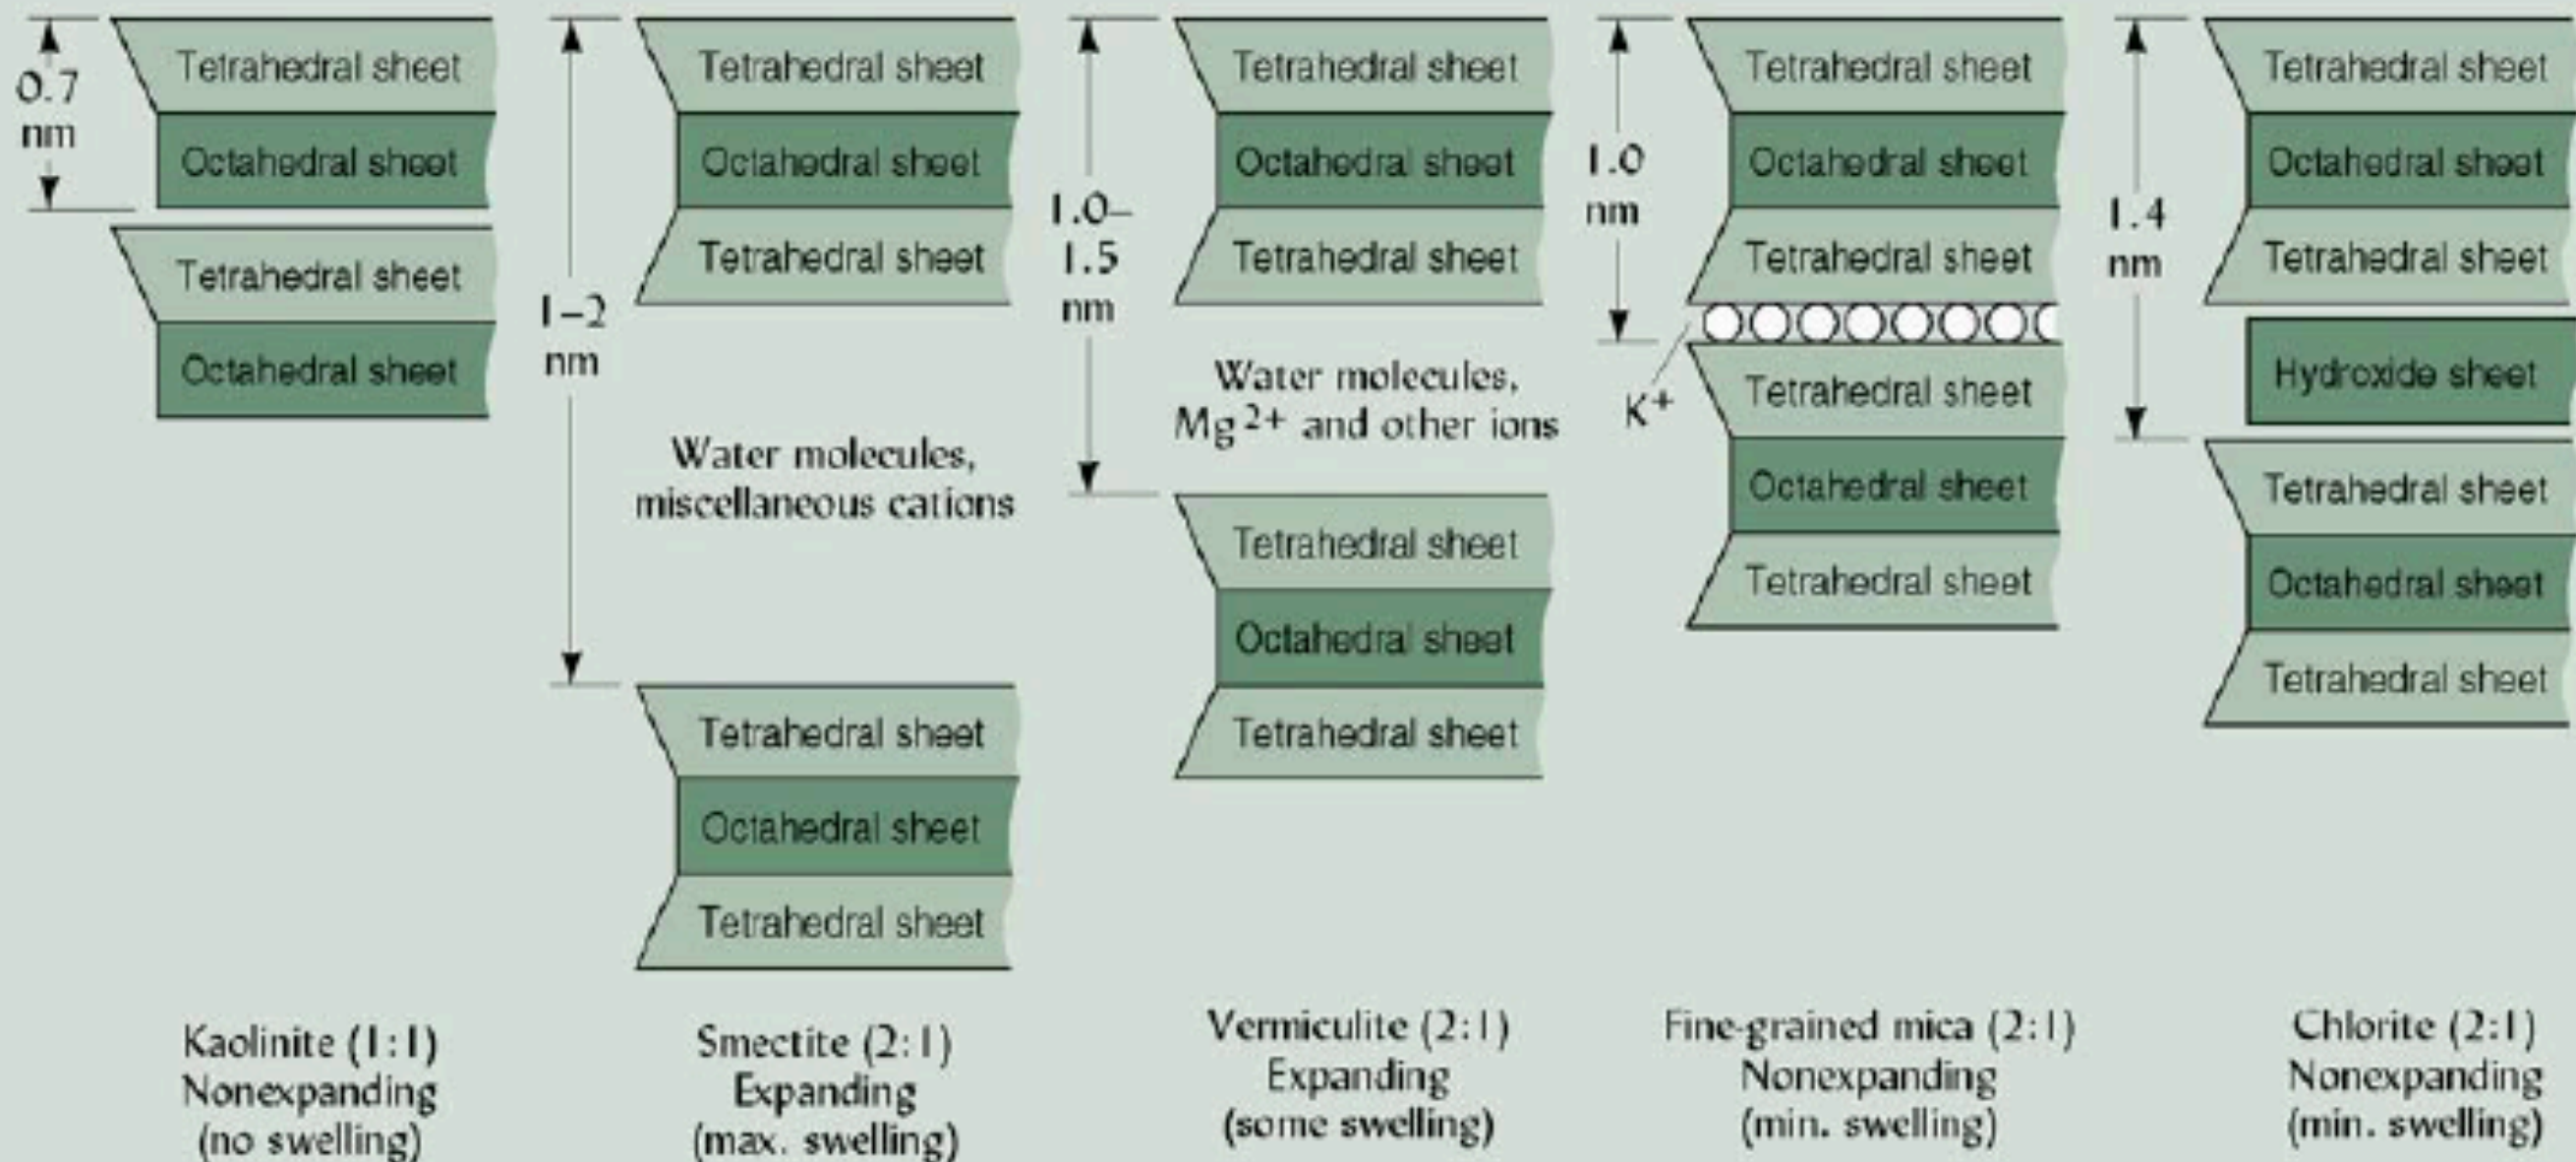 0.7
nm
Tetrahedral sheet
Octahedral sheet
Tetrahedral sheet
Octahedral sheet
Kaolinite (1:1)
Nonexpanding
(no swelling)
1–2
nm
Tetrahedral sheet
Octahedral sheet
Tetrahedral sheet
Water molecules,
miscellaneous cations
Tetrahedral sheet
Octahedral sheet
Tetrahedral sheet
Smectite (2:1)
Expanding
(max. swelling)
1.0–
1.5
nm
Tetrahedral sheet
Octahedral sheet
Tetrahedral sheet
Water molecules,
Mg2+ and other ions
Tetrahedral sheet
Octahedral sheet
Tetrahedral sheet
Vermiculite (2:1)
Expanding
(some swelling)
1.0
nm
Tetrahedral sheet
Octahedral sheet
Tetrahedral sheet
K+
Tetrahedral sheet
Octahedral sheet
Tetrahedral sheet
Fine-grained mica (2:1)
Nonexpanding
(min. swelling)
1.4
nm
Tetrahedral sheet
Octahedral sheet
Tetrahedral sheet
Hydroxide sheet
Tetrahedral sheet
Octahedral sheet
Tetrahedral sheet
Chlorite (2:1)
Nonexpanding
(min. swelling)